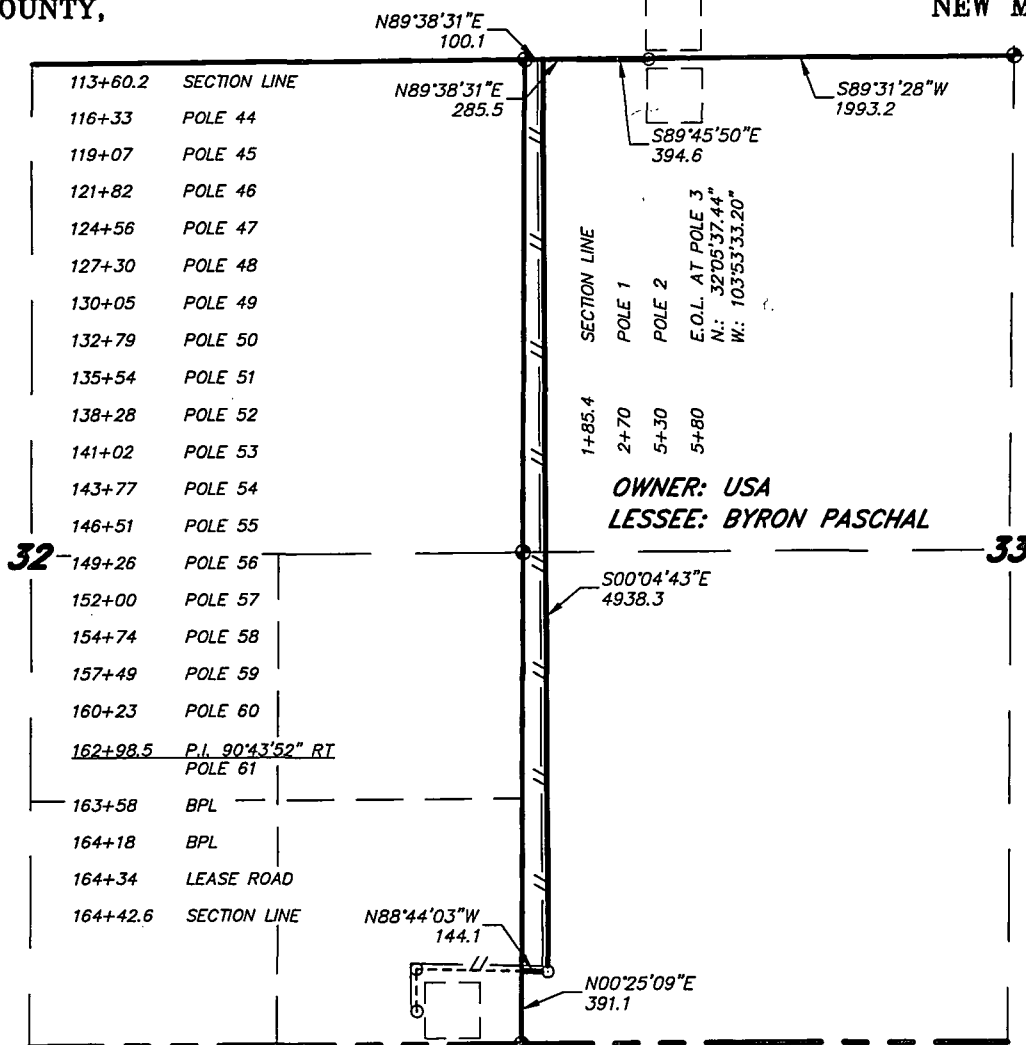 OUNTY,
NEW M
N89°38'31"E
100.1
N89°38'31"E
285.5
S89°45'50"E
394.6
S89°31'28"W
1993.2
113+60.2 SECTION LINE
116+33 POLE 44
119+07 POLE 45
121+82 POLE 46
124+56 POLE 47
127+30 POLE 48
130+05 POLE 49
132+79 POLE 50
135+54 POLE 51
138+28 POLE 52
141+02 POLE 53
143+77 POLE 54
146+51 POLE 55
149+26 POLE 56
152+00 POLE 57
154+74 POLE 58
157+49 POLE 59
160+23 POLE 60
162+98.5 P.I. 90°43'52" RT
POLE 61
163+58 BPL
164+18 BPL
164+34 LEASE ROAD
164+42.6 SECTION LINE
1+85.4 SECTION LINE
2+70 POLE 1
5+30 POLE 2
5+80 E.O.L. AT POLE 3
N.: 32°05'37.44"
W.: 103°53'33.20"
OWNER: USA
LESSEE: BYRON PASCHAL
32
33
S00°04'43"E
4938.3
N88°44'03"W
144.1
N00°25'09"E
391.1